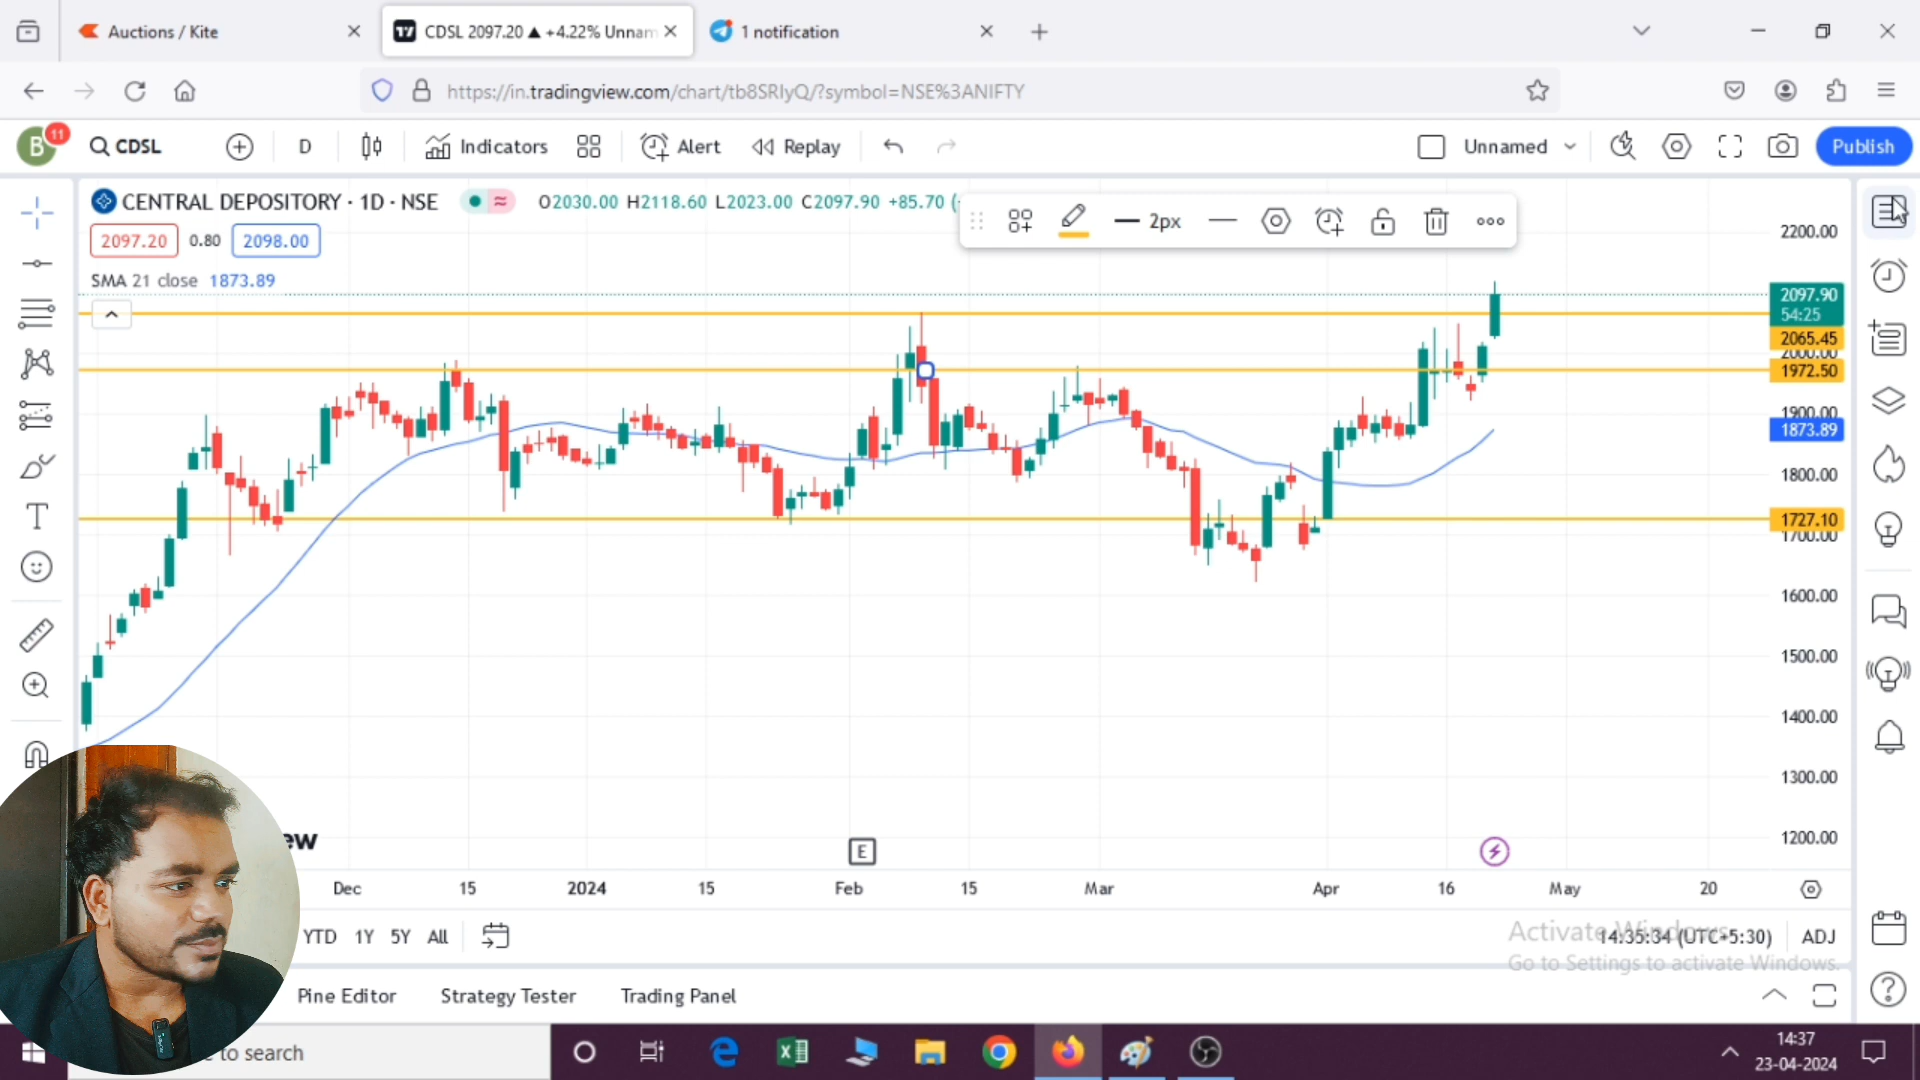 Auctions / Kite
CDSL 2097.20 ▲ +4.22% Unnam
1 notification
https://in.tradingview.com/chart/tb8SRIyQ/?symbol=NSE%3ANIFTY
B
11
CDSL
D
Indicators
Alert
Replay
Unnamed
Publish
CENTRAL DEPOSITORY · 1D · NSE
O2030.00 H2118.60 L2023.00 C2097.90 +85.70 (
2097.20
0.80
2098.00
2px
SMA 21 close 1873.89
2200.00
2097.90
54:25
2065.45
2000.00
1972.50
1900.00
1873.89
1800.00
1727.10
1700.00
1600.00
1500.00
1400.00
1300.00
1200.00
ew
E
Dec
15
2024
15
Feb
15
Mar
Apr
16
May
20
YTD
1Y
5Y
All
14:35:34 (UTC+5:30)
ADJ
Activate Windows
Go to Settings to activate Windows.
Pine Editor
Strategy Tester
Trading Panel
to search
14:37
23-04-2024